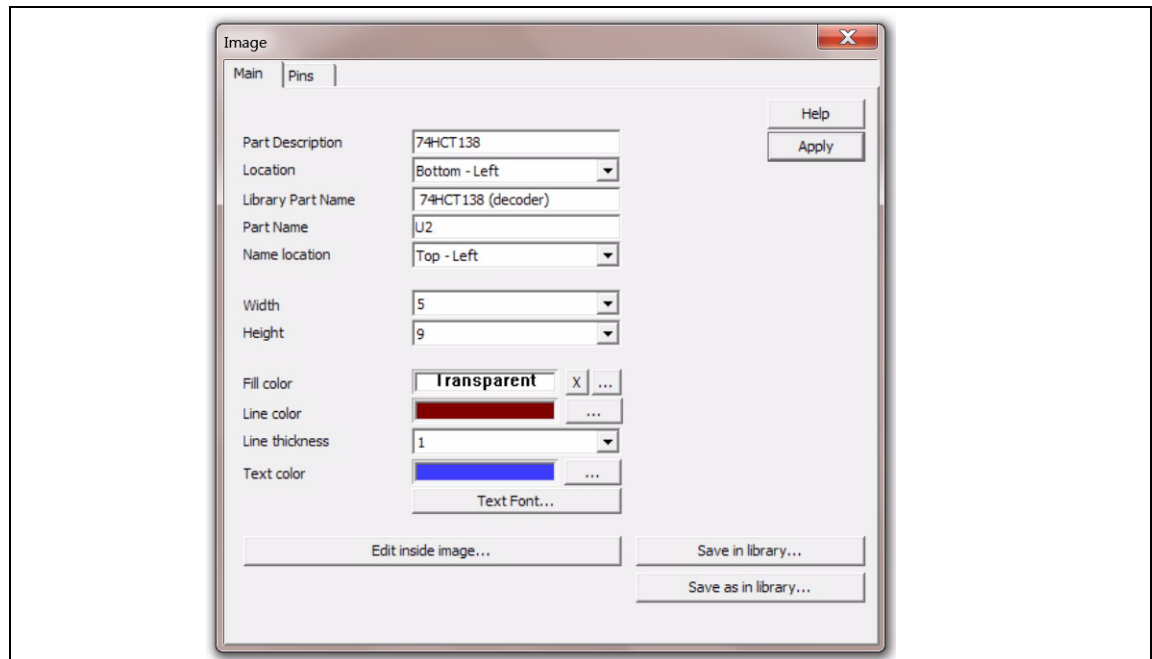 Image
Main Pins
Help
Apply
Part Description 74HCT138
Location Bottom - Left
Library Part Name 74HCT138 (decoder)
Part Name U2
Name location Top - Left
Width 5
Height 9
Fill color Transparent X ...
Line color ...
Line thickness 1
Text color ...
Text Font...
Edit inside image... Save in library...
Save as in library...